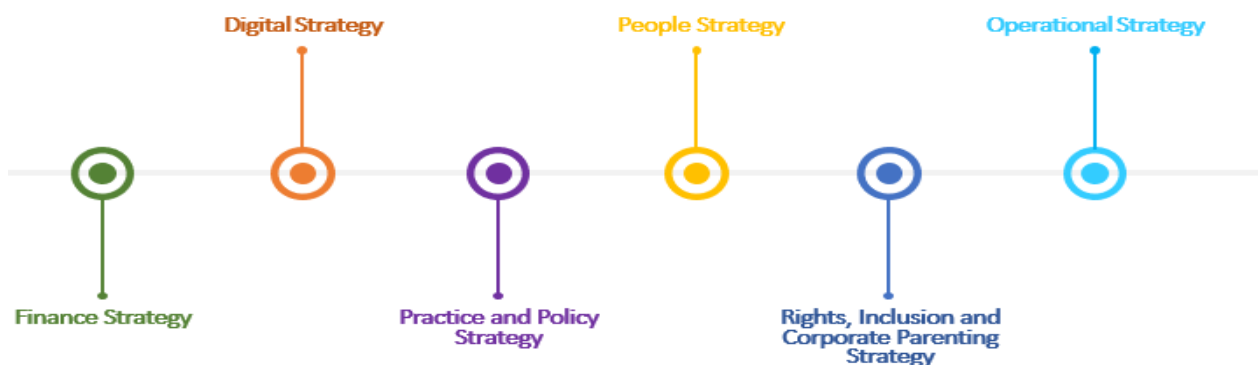 Digital Strategy
People Strategy
Operational Strategy
Finance Strategy
Practice and Policy
Strategy
Rights, Inclusion and
Corporate Parenting
Strategy